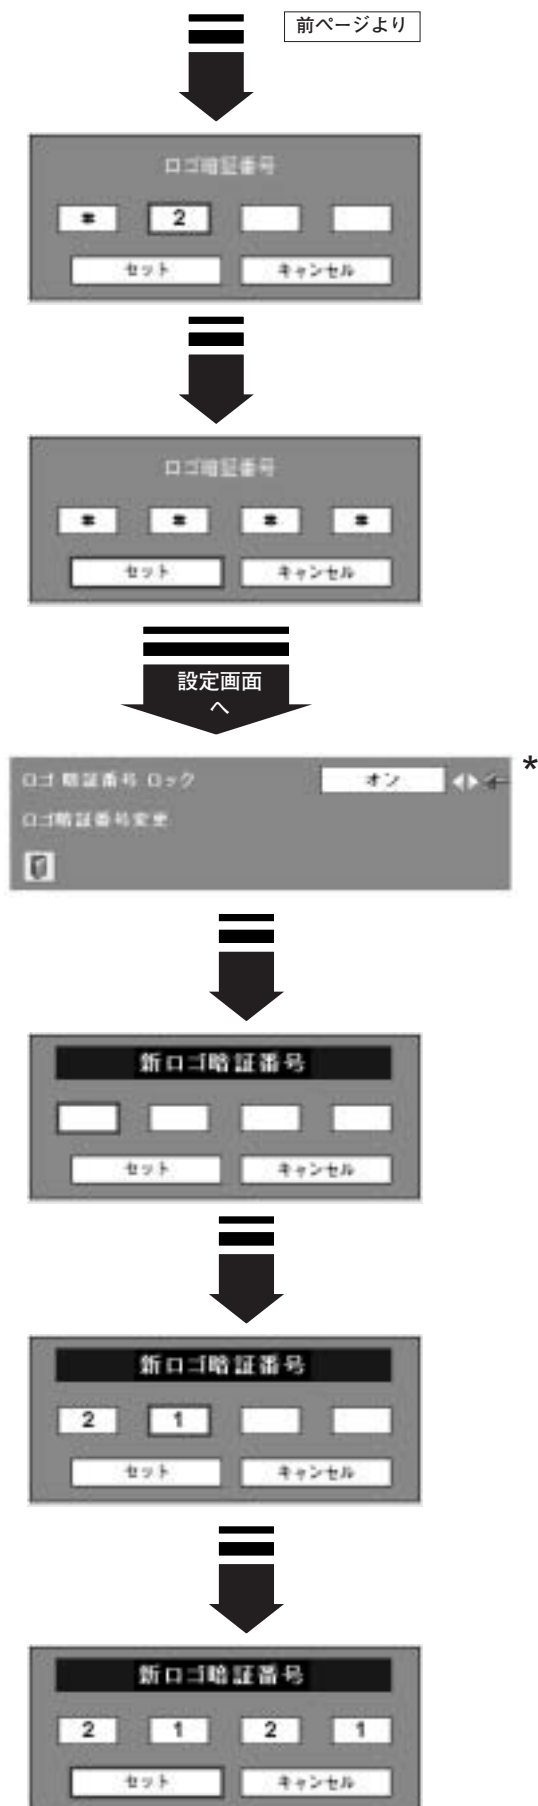 前ページより
ロゴ暗証番号
* 2
セット キャンセル
ロゴ暗証番号
* * * *
セット キャンセル
設定画面
へ
ロゴ 暗証番号 ロック オン *
ロゴ暗証番号変更
新ロゴ暗証番号
セット キャンセル
新ロゴ暗証番号
2 1
セット キャンセル
新ロゴ暗証番号
2 1 2 1
セット キャンセル